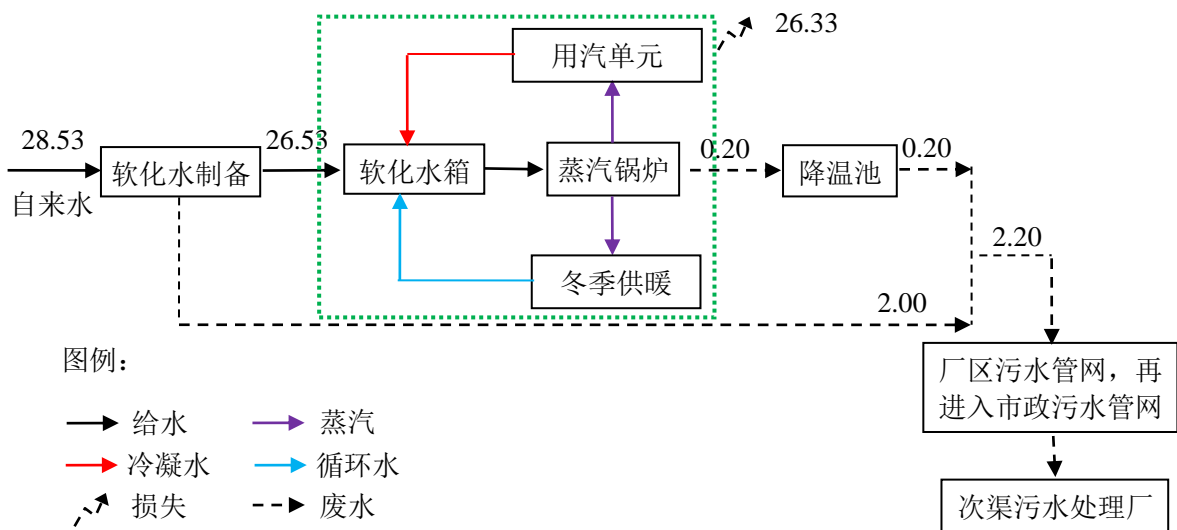 26.33
用汽单元
28.53
26.53
软化水制备
软化水箱
蒸汽锅炉
0.20
降温池
0.20
自来水
2.20
冬季供暖
2.00
图例：
厂区污水管网，再
进入市政污水管网
给水
蒸汽
冷凝水
循环水
损失
废水
次渠污水处理厂